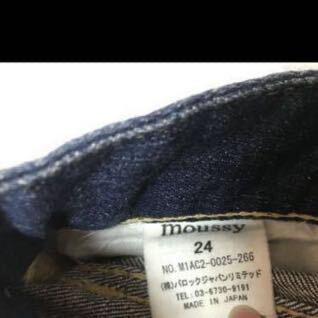 moussy
24
NO. M1AC2-0025-266
(株)バロックジャパンリミテッド
TEL: 03-6730-9191
MADE IN JAPAN